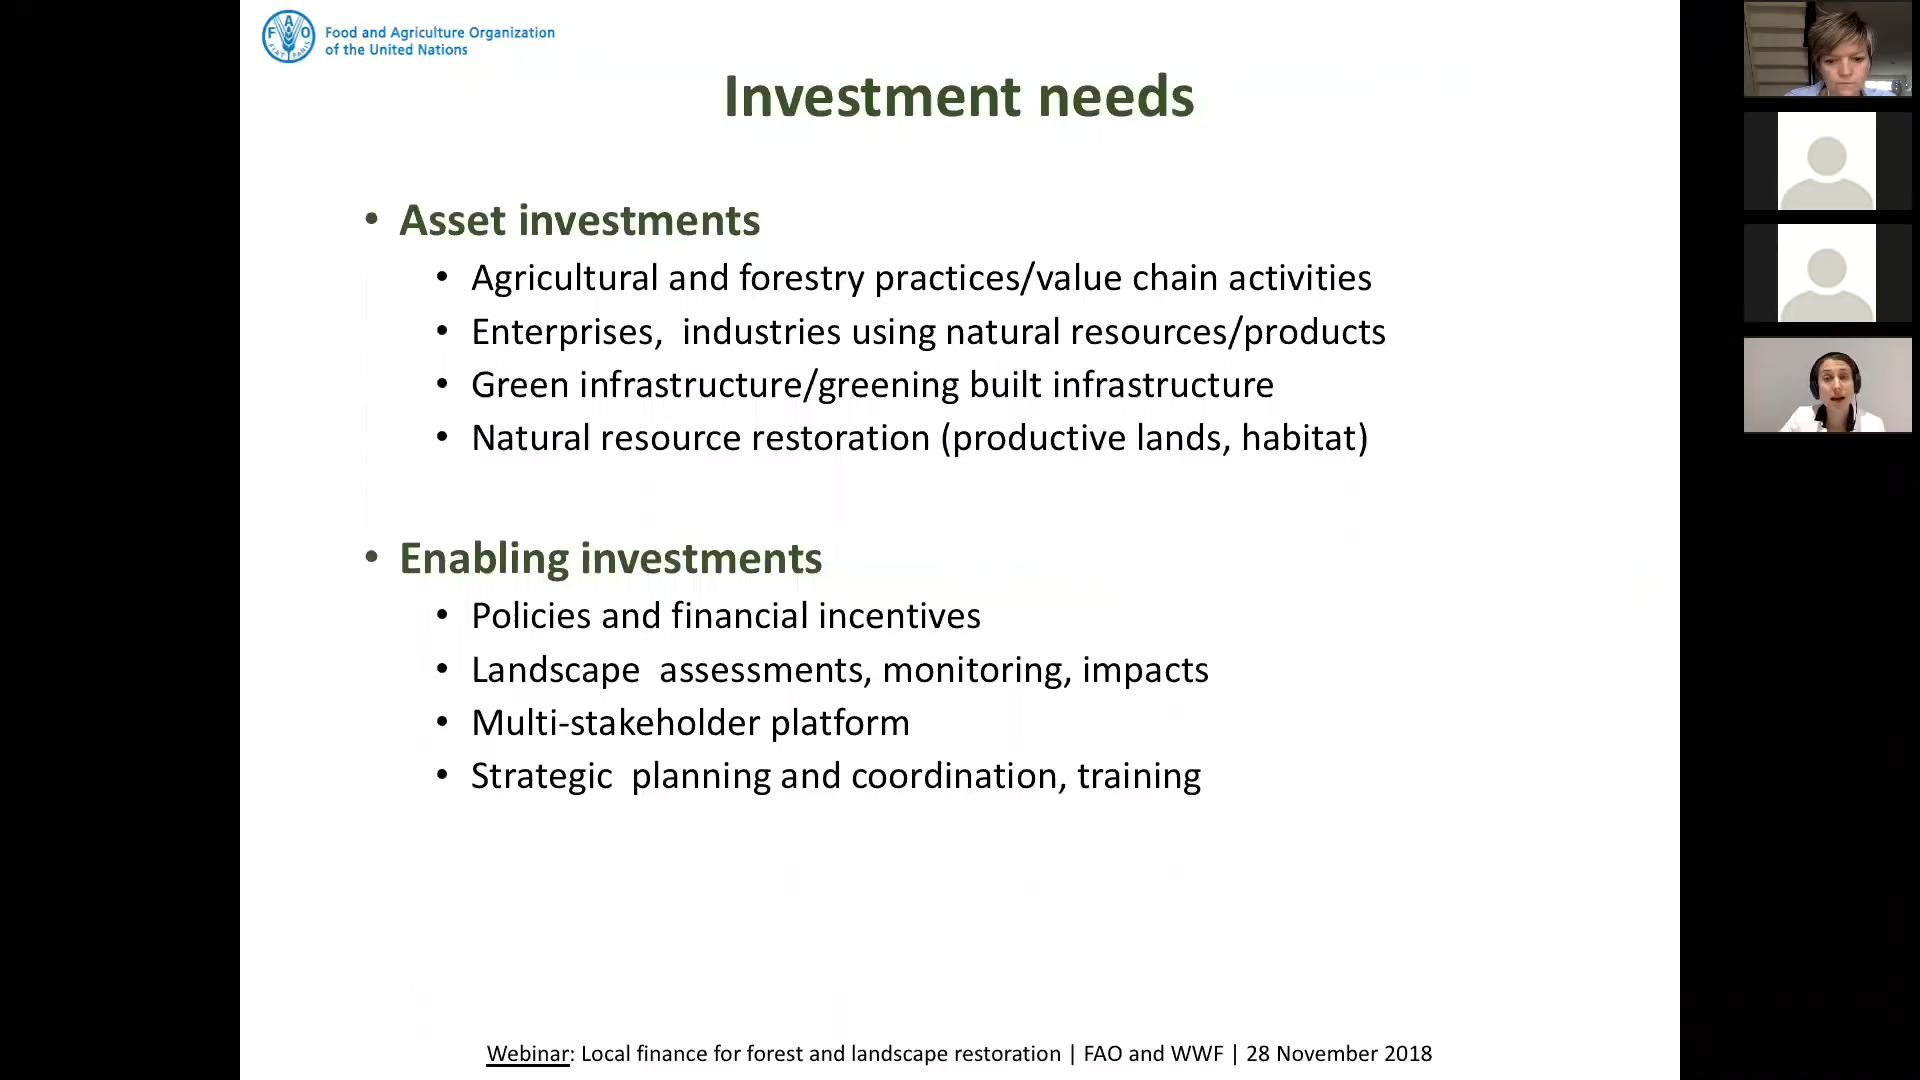 Food and Agriculture Organization
of the United Nations
Investment needs
• Asset investments
• Agricultural and forestry practices/value chain activities
• Enterprises,  industries using natural resources/products
• Green infrastructure/greening built infrastructure
• Natural resource restoration (productive lands, habitat)
• Enabling investments
• Policies and financial incentives
• Landscape  assessments, monitoring, impacts
• Multi-stakeholder platform
• Strategic  planning and coordination, training
Webinar: Local finance for forest and landscape restoration | FAO and WWF | 28 November 2018